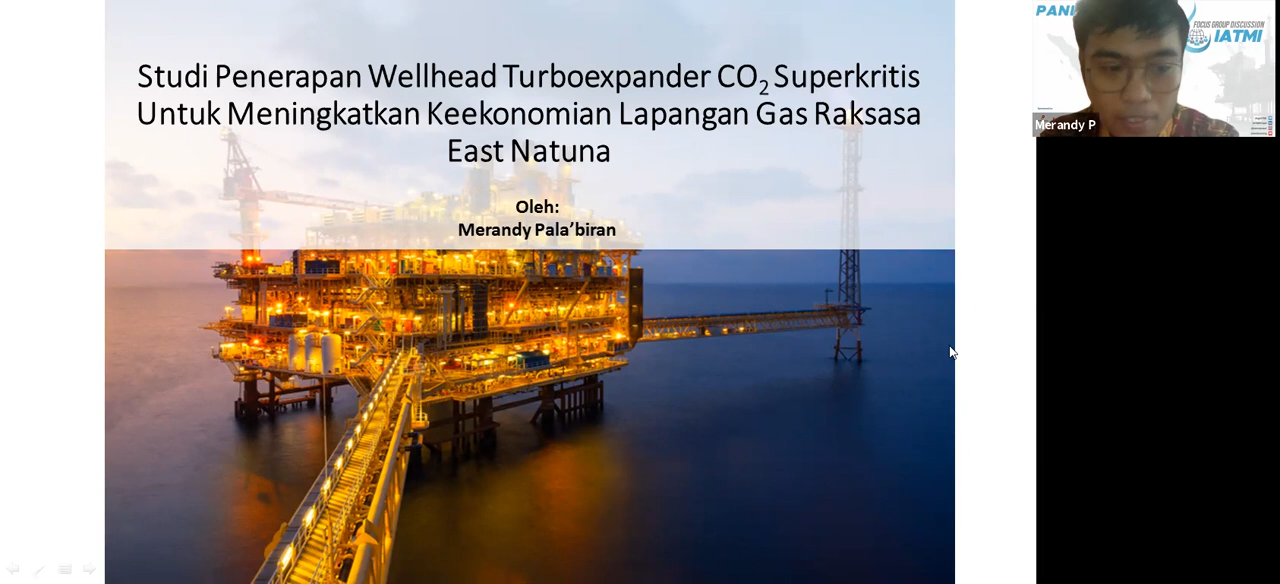 Studi Penerapan Wellhead Turboexpander CO₂ Superkritis
Untuk Meningkatkan Keekonomian Lapangan Gas Raksasa
East Natuna
Oleh:
Merandy Pala’biran
FOCUS GROUP DISCUSSION
IATMI
Merandy P